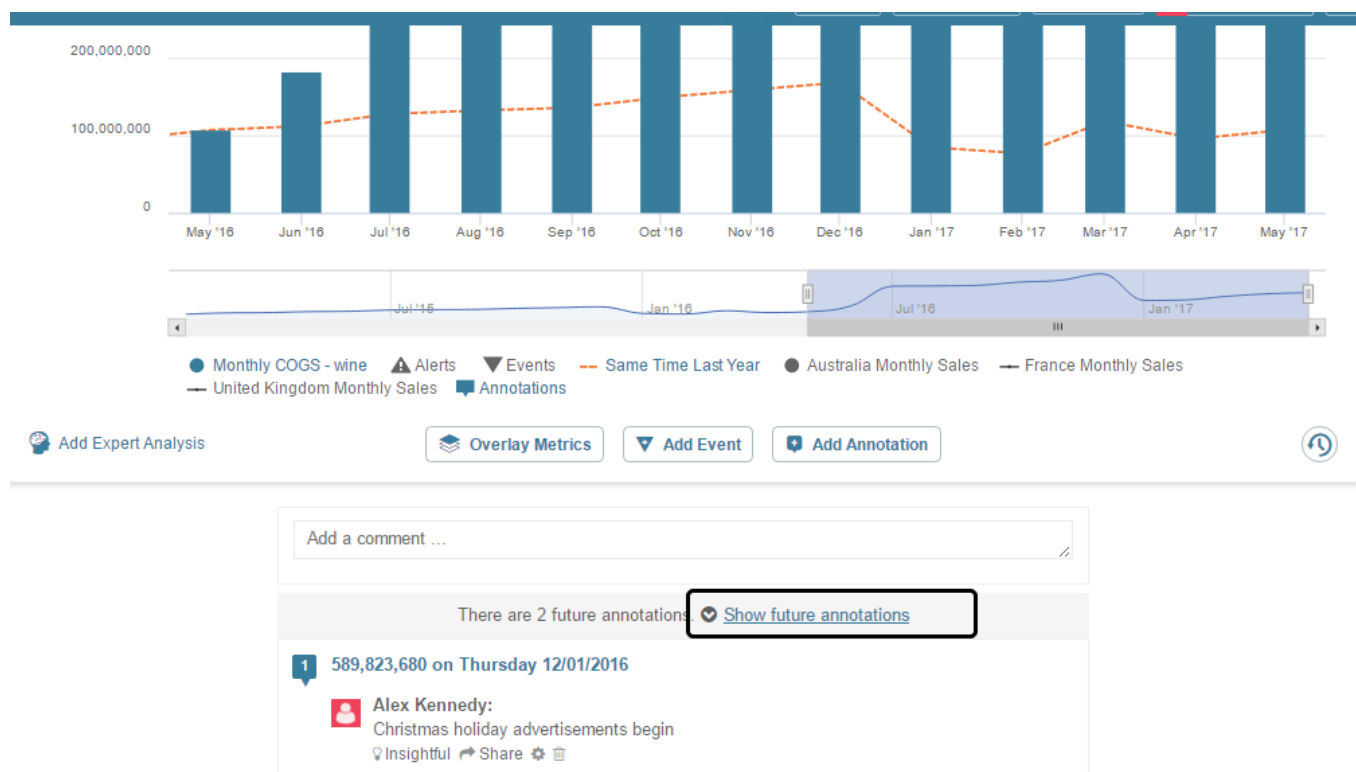 200,000,000
100,000,000
0
May '16 Jun '16 Jul '16 Aug '16 Sep '16 Oct '16 Nov '16 Dec '16 Jan '17 Feb '17 Mar '17 Apr '17 May '17
Jul '15 Jan '16 Jul '16 Jan '17
Monthly COGS - wine Alerts Events Same Time Last Year Australia Monthly Sales France Monthly Sales
United Kingdom Monthly Sales Annotations
Add Expert Analysis Overlay Metrics Add Event Add Annotation
Add a comment ...
There are 2 future annotations. Show future annotations
1 589,823,680 on Thursday 12/01/2016
Alex Kennedy:
Christmas holiday advertisements begin
Insightful Share